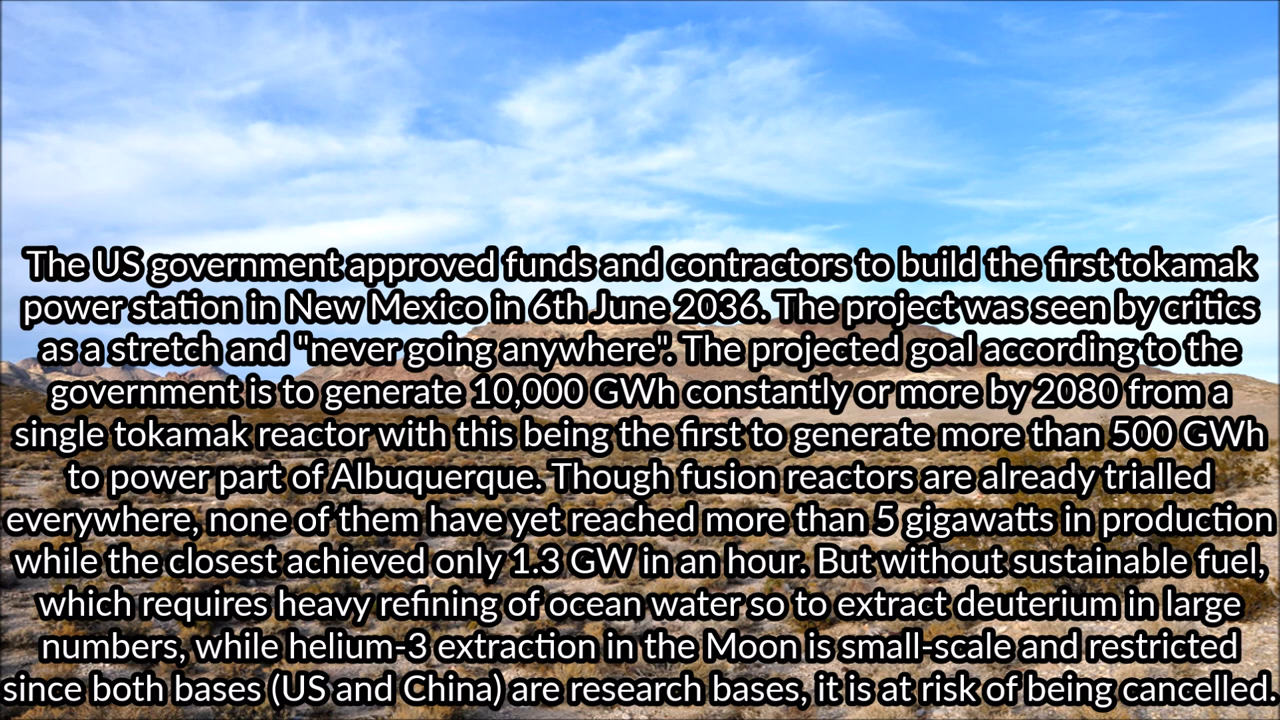 The US government approved funds and contractors to build the first tokamak
power station in New Mexico in 6th June 2036. The project was seen by critics
as a stretch and "never going anywhere". The projected goal according to the
government is to generate 10,000 GWh constantly or more by 2080 from a
single tokamak reactor with this being the first to generate more than 500 GWh
to power part of Albuquerque. Though fusion reactors are already trialled
everywhere, none of them have yet reached more than 5 gigawatts in production
while the closest achieved only 1.3 GW in an hour. But without sustainable fuel,
which requires heavy refining of ocean water so to extract deuterium in large
numbers, while helium-3 extraction in the Moon is small-scale and restricted
since both bases (US and China) are research bases, it is at risk of being cancelled.